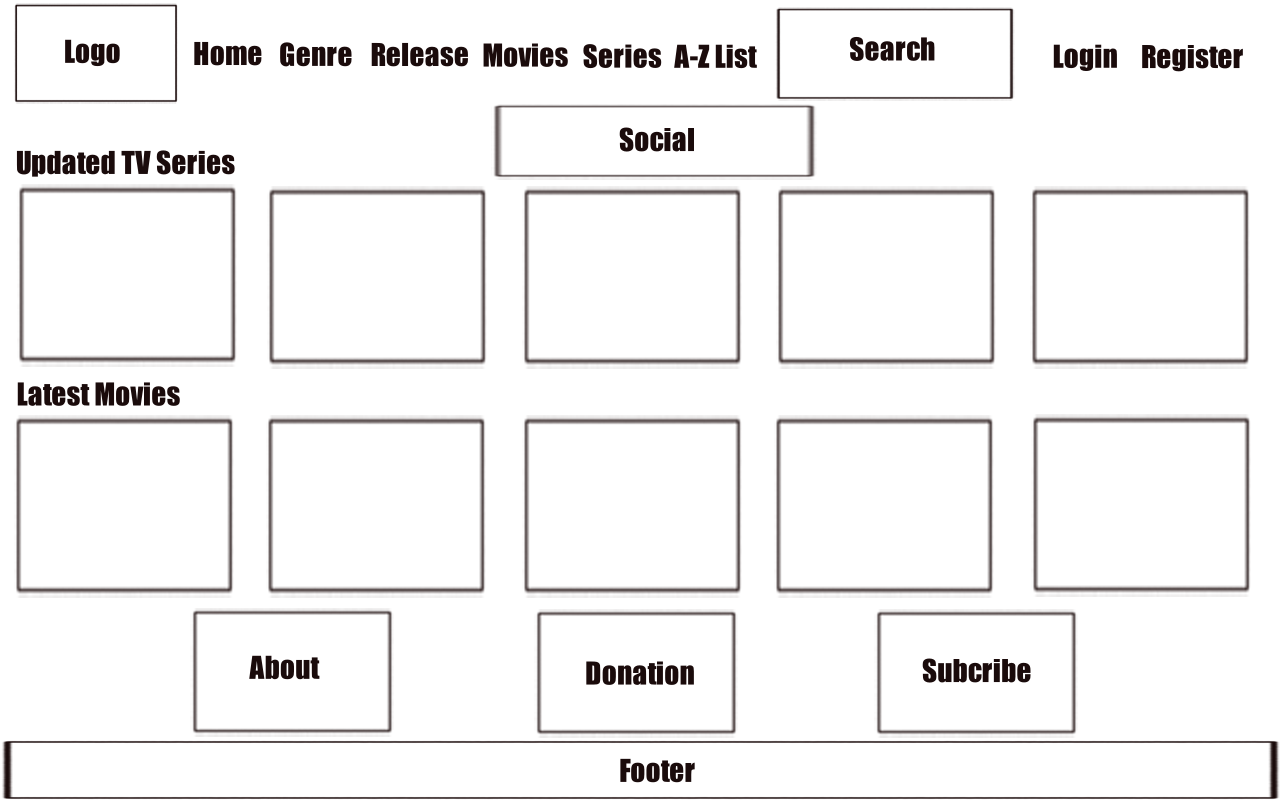 Logo Home Genre Release Movies Series A-Z List Search Login Register
Social
Updated TV Series
Latest Movies
About Donation Subcribe
Footer